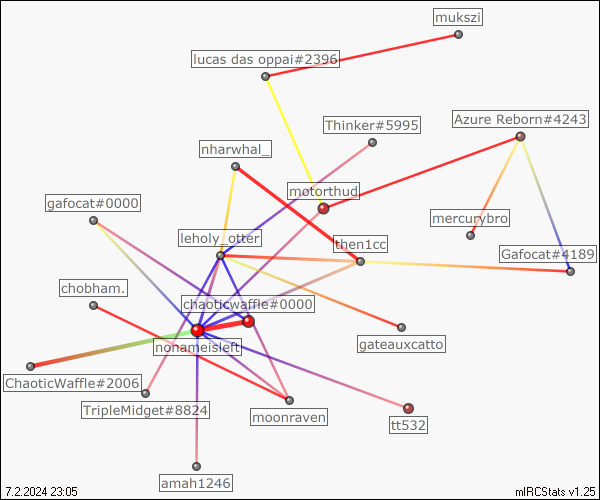 mukszi
lucas das oppai#2396
Azure Reborn#4243
Thinker#5995
nharwhal_
motorthud
gafocat#0000
mercurybro
leholy_otter
then1cc
Gafocat#4189
chobham.
chaoticwaffle#0000
nonameisleft
gateauxcatto
ChaoticWaffle#2006
TripleMidget#8824
moonraven
tt532
amah1246
7.2.2024 23:05
mIRCStats v1.25